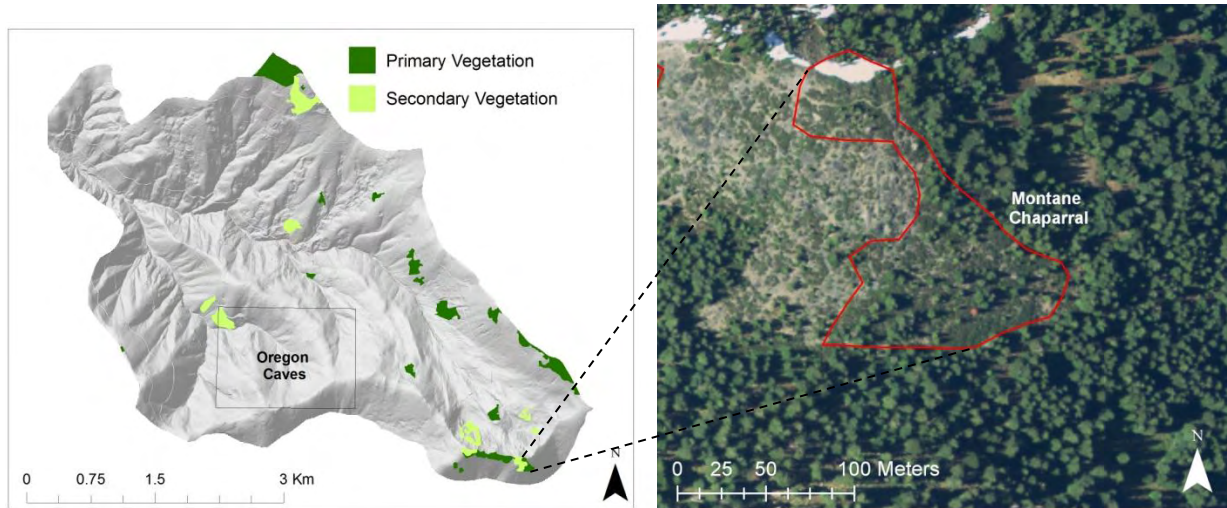 Primary Vegetation
Secondary Vegetation
Oregon
Caves
0 0.75 1.5 3 Km
N
Montane
Chaparral
0 25 50 100 Meters
N